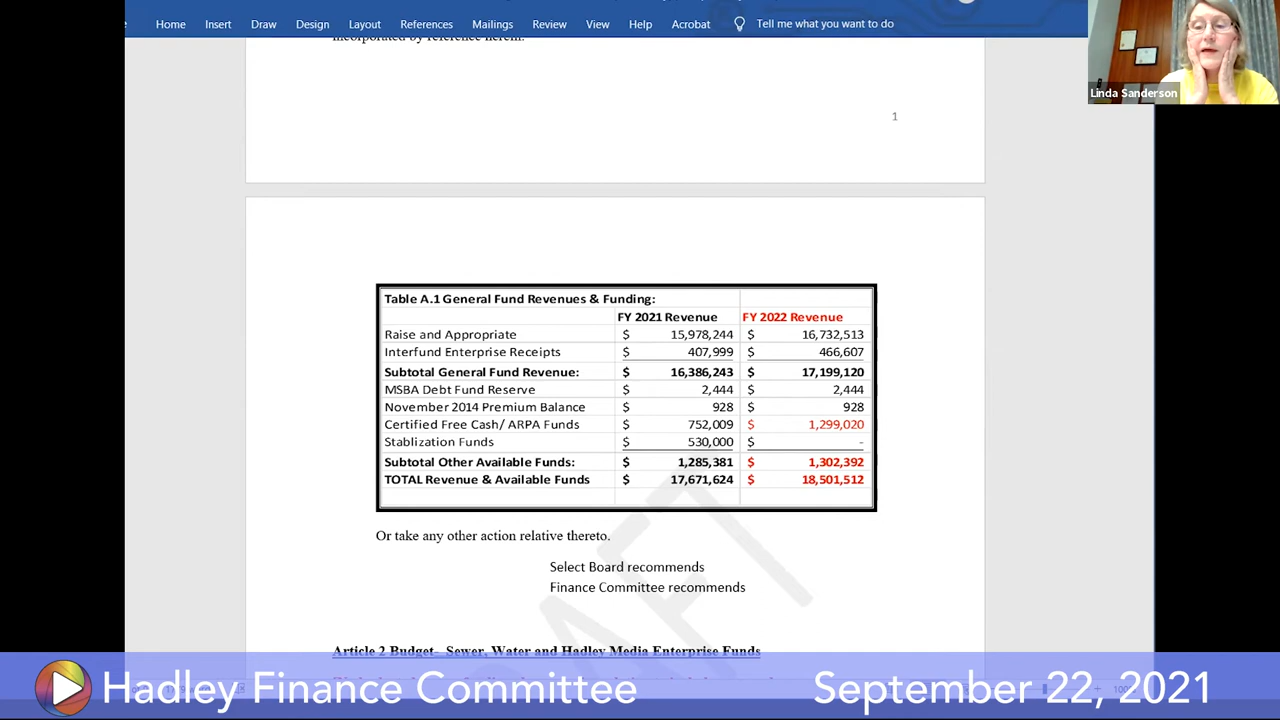 Home Insert Draw Design Layout References Mailings Review View Help Acrobat Tell me what you want to do
incorporated by reference herein.
Linda Sanderson
1
Table A.1 General Fund Revenues & Funding:
FY 2021 Revenue FY 2022 Revenue
Raise and Appropriate $ 15,978,244 $ 16,732,513
Interfund Enterprise Receipts $ 407,999 $ 466,607
Subtotal General Fund Revenue: $ 16,386,243 $ 17,199,120
MSBA Debt Fund Reserve $ 2,444 $ 2,444
November 2014 Premium Balance $ 928 $ 928
Certified Free Cash/ ARPA Funds $ 752,009 $ 1,299,020
Stablization Funds $ 530,000 $ -
Subtotal Other Available Funds: $ 1,285,381 $ 1,302,392
TOTAL Revenue & Available Funds $ 17,671,624 $ 18,501,512
Or take any other action relative thereto.
Select Board recommends
Finance Committee recommends
Article 2 Budget- Sewer, Water and Hadley Media Enterprise Funds
Hadley Finance Committee September 22, 2021